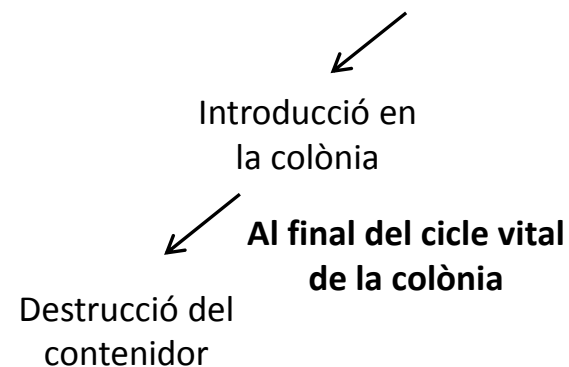 Introducció en
la colònia
Al final del cicle vital
de la colònia
Destrucció del
contenidor